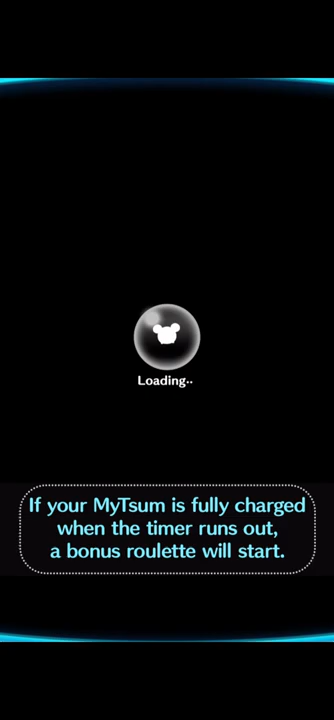 Loading..
If your MyTsum is fully charged
when the timer runs out,
a bonus roulette will start.